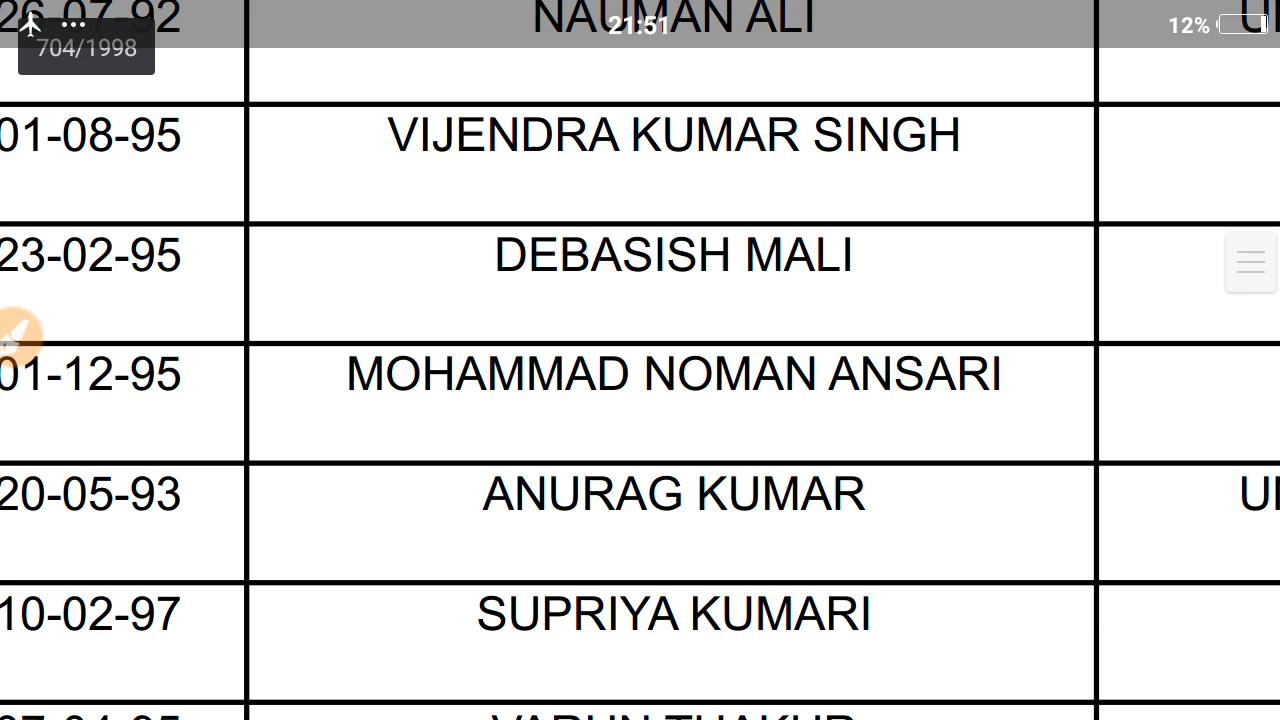 21:51
12%
704/1998
26-07-92 NAUMAN ALI
01-08-95 VIJENDRA KUMAR SINGH
23-02-95 DEBASISH MALI
01-12-95 MOHAMMAD NOMAN ANSARI
20-05-93 ANURAG KUMAR
10-02-97 SUPRIYA KUMARI
VARUN THAKUR